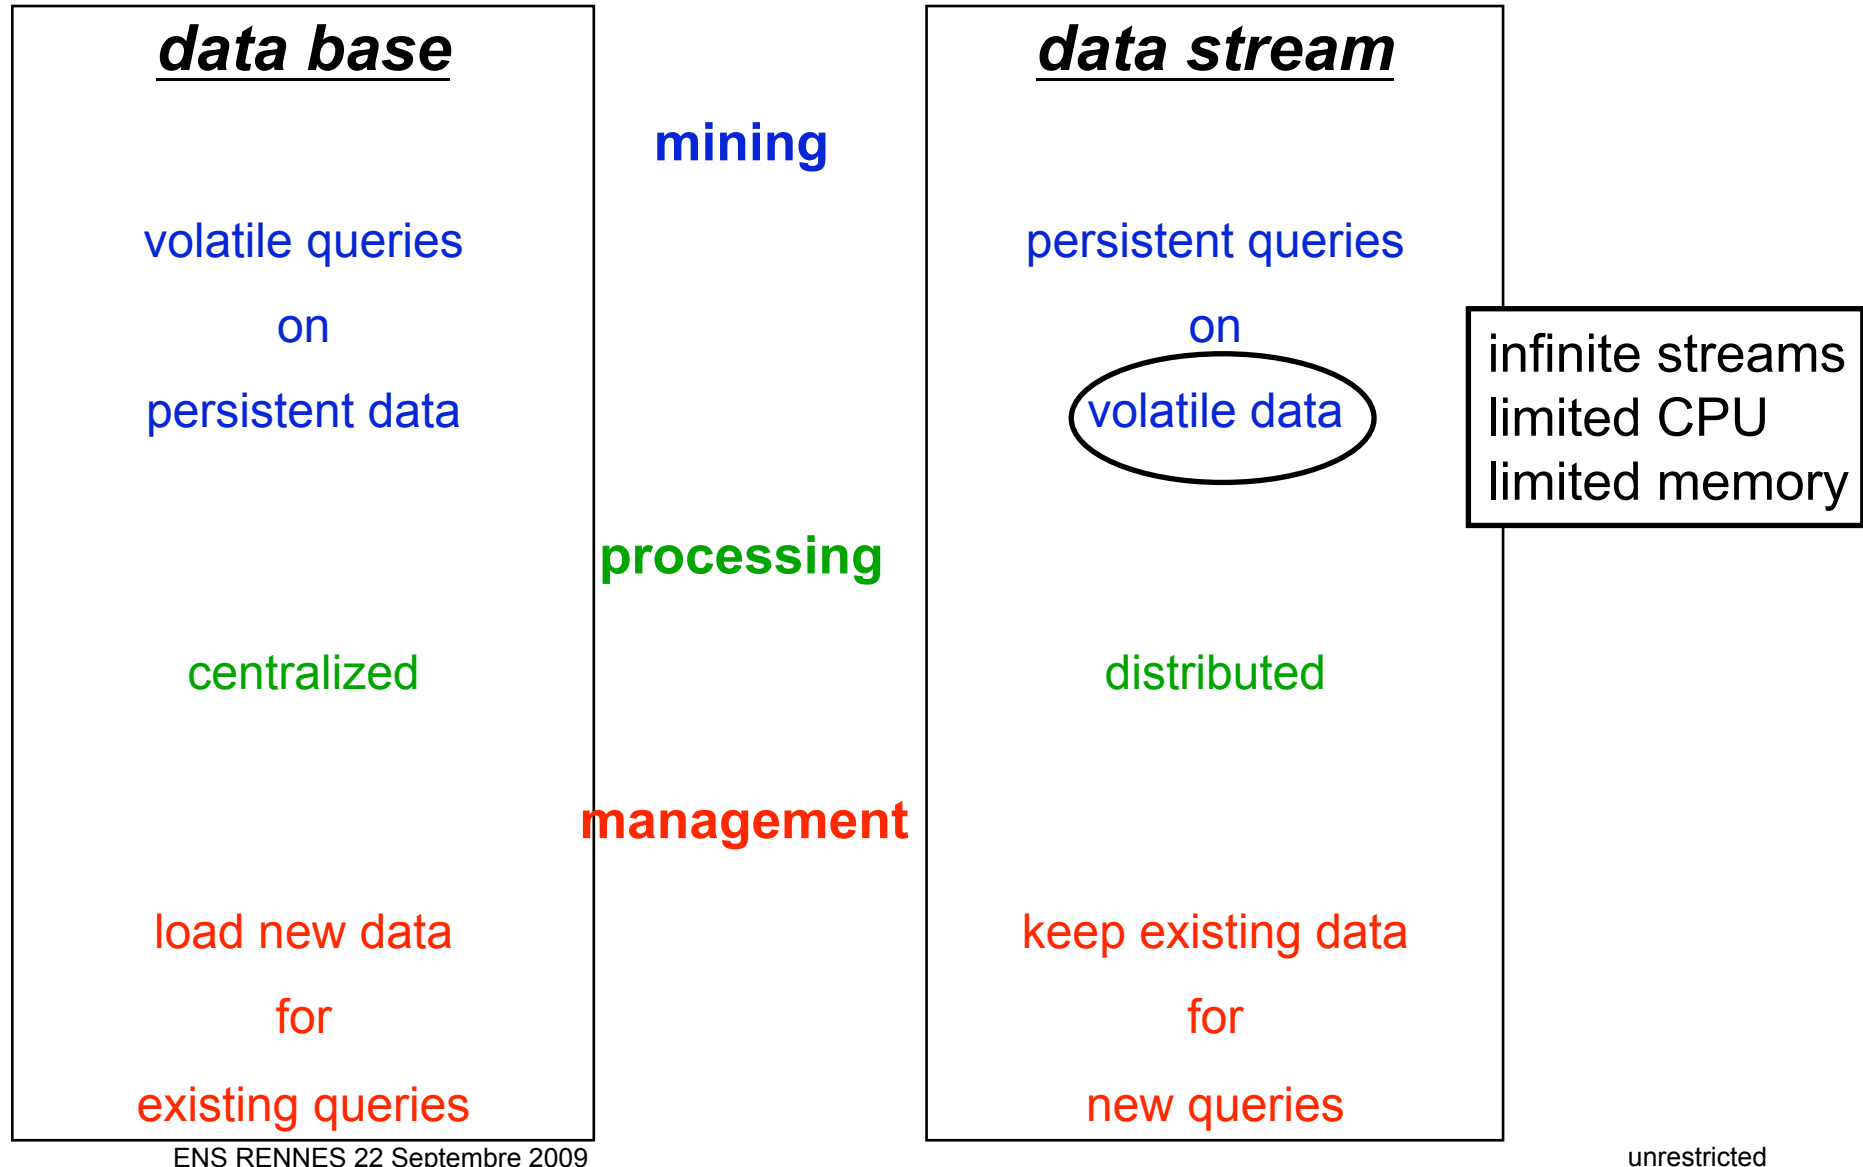 data base
data stream
mining
volatile queries
on
persistent data
persistent queries
on
volatile data
infinite streams
limited CPU
limited memory
processing
centralized
distributed
management
load new data
for
existing queries
keep existing data
for
new queries
ENS RENNES 22 Septembre 2009
unrestricted